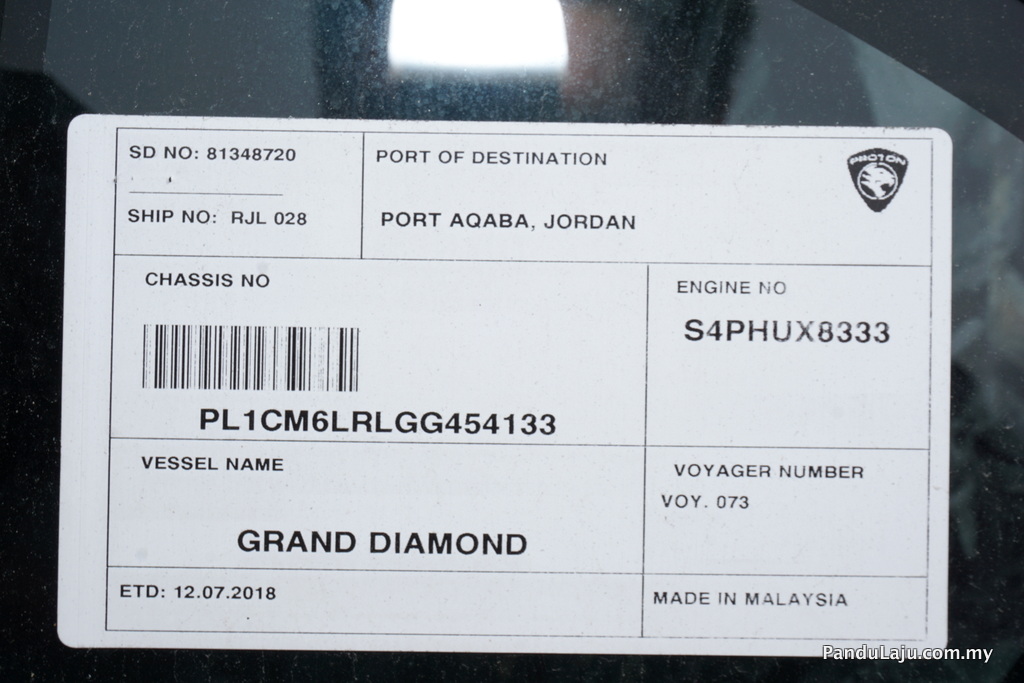 SD NO: 81348720
SHIP NO: RJL 028
PORT OF DESTINATION
PORT AQABA, JORDAN
PROTON
CHASSIS NO
PL1CM6LRLGG454133
ENGINE NO
S4PHUX8333
VESSEL NAME
GRAND DIAMOND
VOYAGER NUMBER
VOY. 073
ETD: 12.07.2018
MADE IN MALAYSIA
PanduLaju.com.my